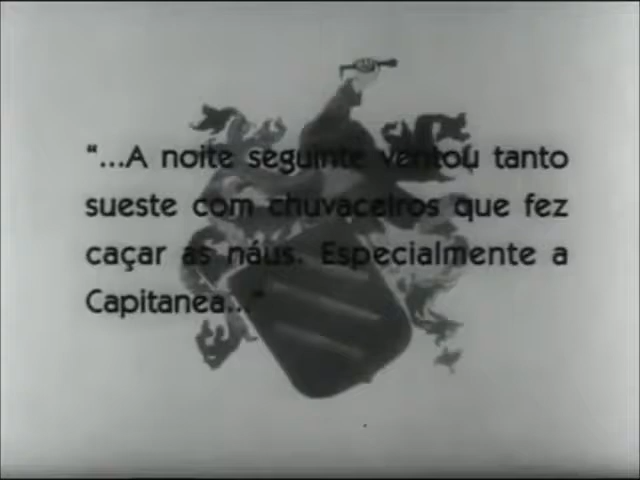 “...A noite seguinte ventou tanto
sueste com chuvaceiros que fez
caçar as náus. Especialmente a
Capitanea...”